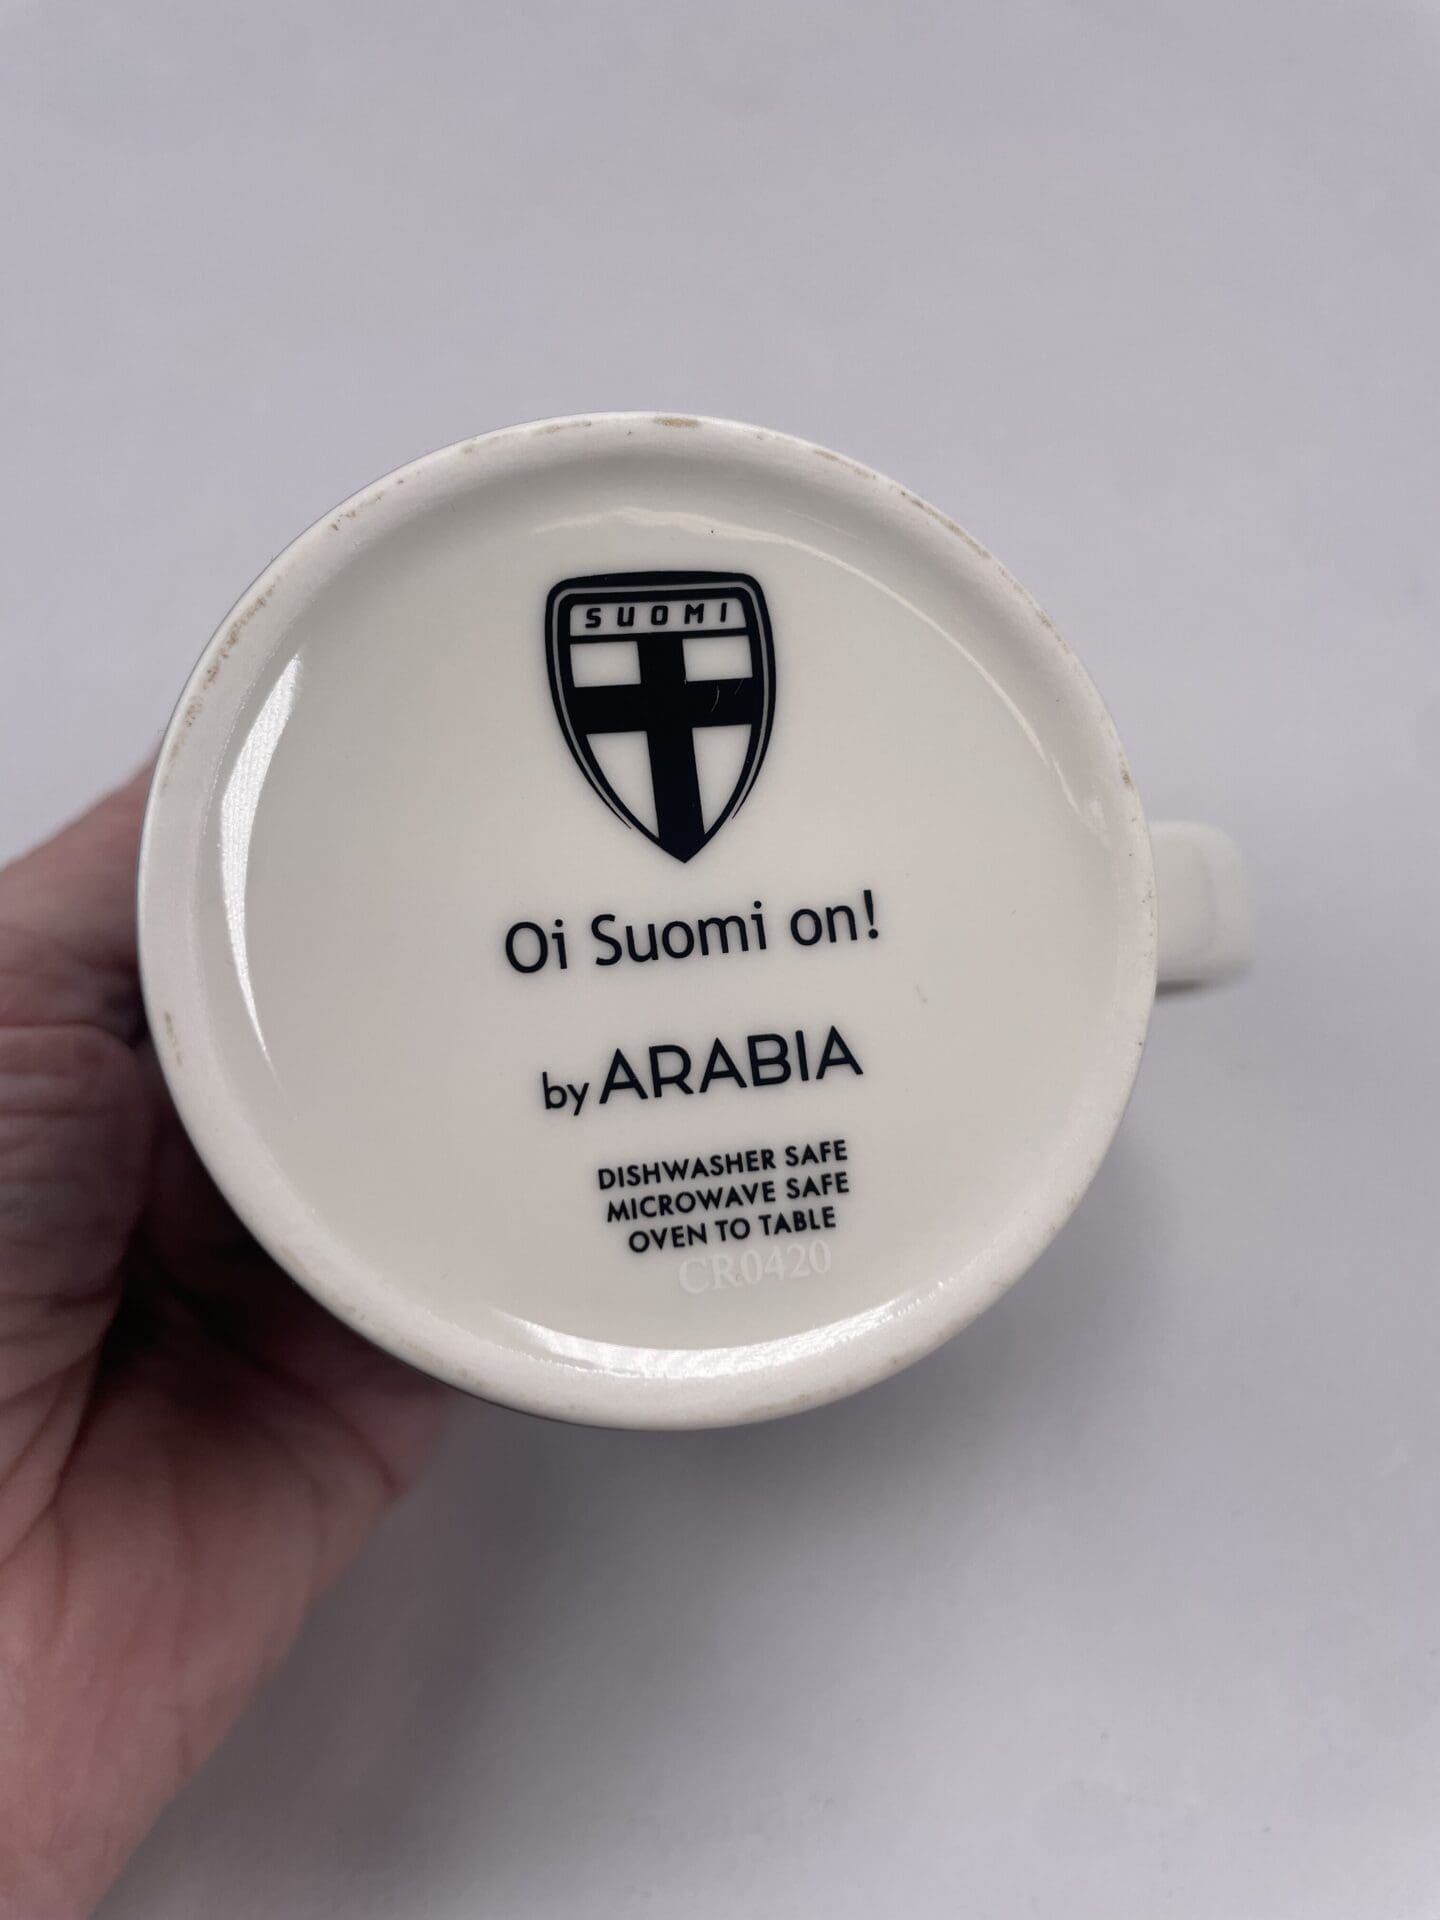 SUOMI
Oi Suomi on!
by ARABIA
DISHWASHER SAFE
MICROWAVE SAFE
OVEN TO TABLE
CR0420